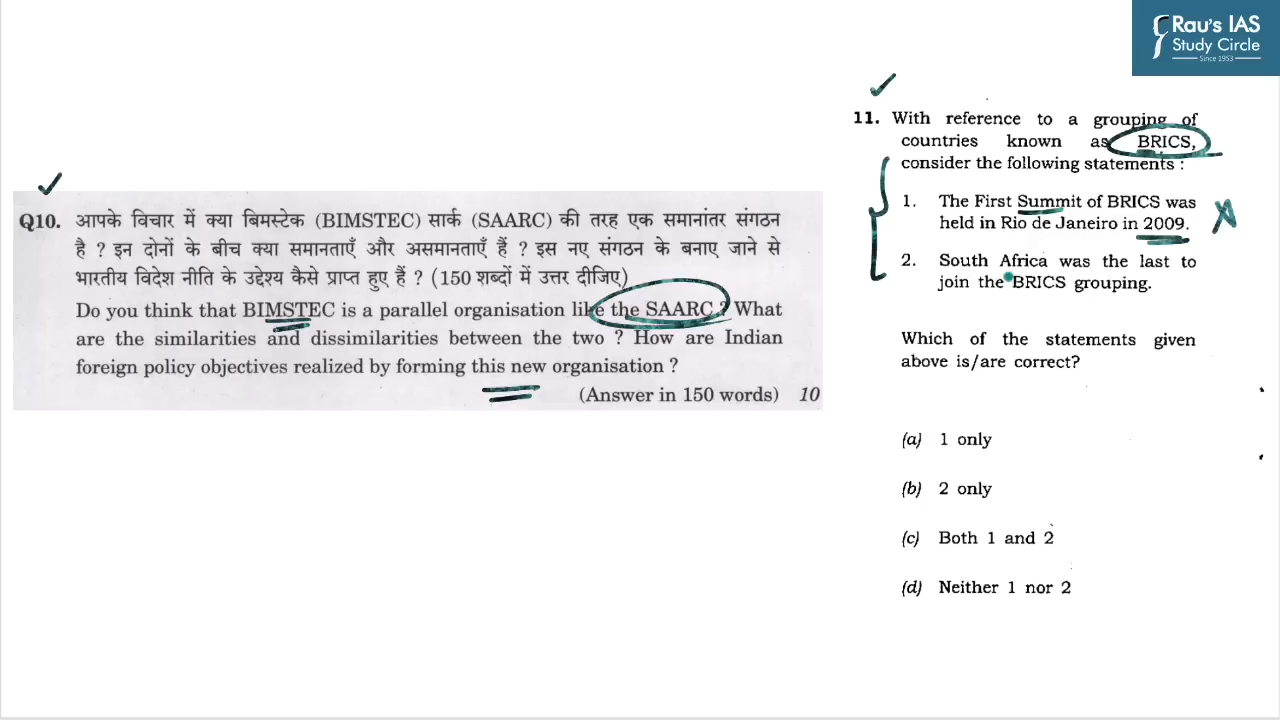 Rau's IAS
Study Circle
Since 1953
Q10. आपके विचार में क्या बिमस्टेक (BIMSTEC) सार्क (SAARC) की तरह एक समानांतर संगठन
है ? इन दोनों के बीच क्या समानताएँ और असमानताएँ हैं ? इस नए संगठन के बनाए जाने से
भारतीय विदेश नीति के उद्देश्य कैसे प्राप्त हुए हैं ? (150 शब्दों में उत्तर दीजिए)
Do you think that BIMSTEC is a parallel organisation like the SAARC ? What
are the similarities and dissimilarities between the two ? How are Indian
foreign policy objectives realized by forming this new organisation ?
(Answer in 150 words) 10
11. With reference to a grouping of
countries known as BRICS,
consider the following statements :
1. The First Summit of BRICS was
held in Rio de Janeiro in 2009.
2. South Africa was the last to
join the BRICS grouping.
Which of the statements given
above is/are correct?
(a) 1 only
(b) 2 only
(c) Both 1 and 2
(d) Neither 1 nor 2